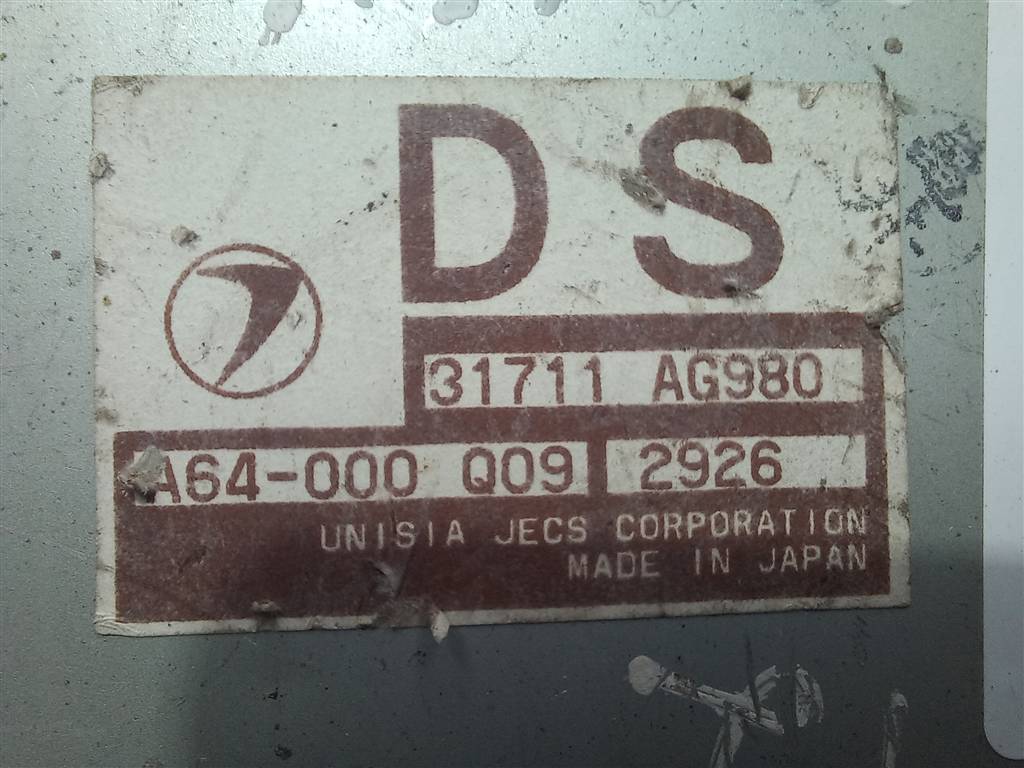 DS
31711 AG980
A64-000 Q09 2926
UNISIA JECS CORPORATION
MADE IN JAPAN